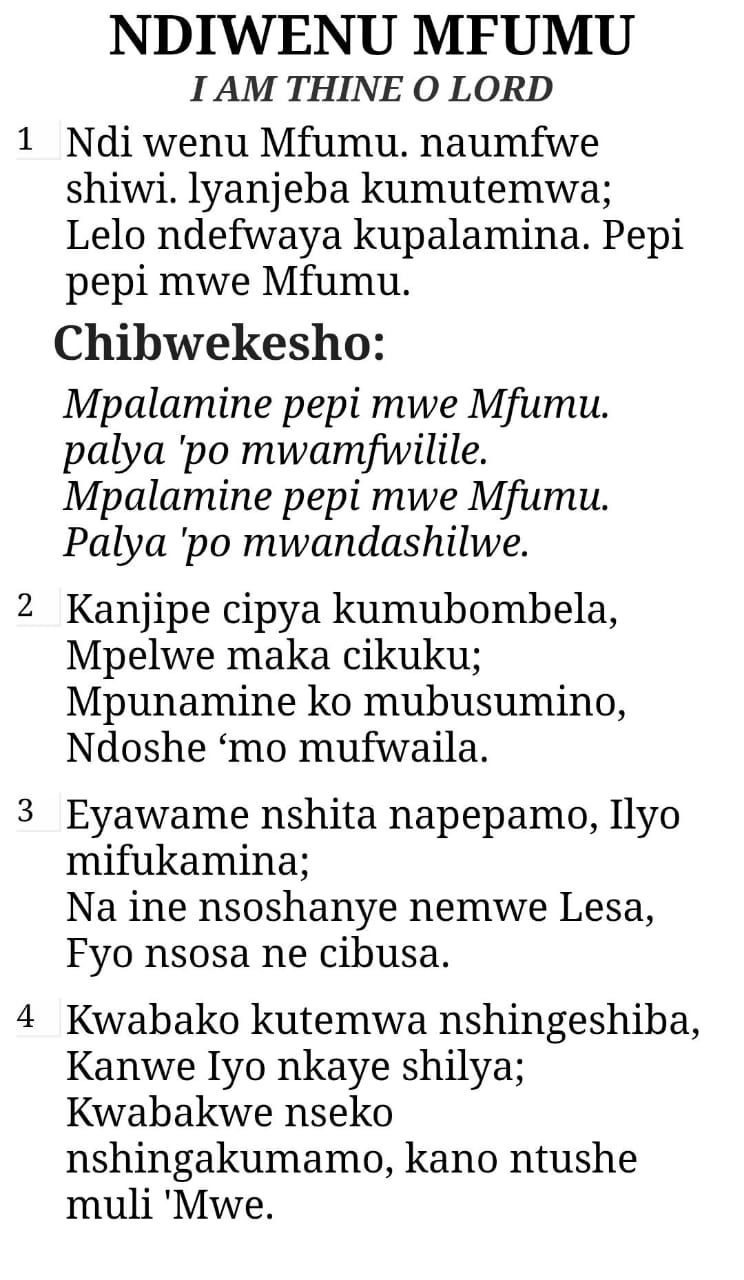 NDIWENU MFUMU
I AM THINE O LORD
1 Ndi wenu Mfumu. naumfwe
shiwi. lyanjeba kumutemwa;
Lelo ndefwaya kupalamina. Pepi
pepi mwe Mfumu.
Chibwekesho:
Mpalamine pepi mwe Mfumu.
palya 'po mwamfwilile.
Mpalamine pepi mwe Mfumu.
Palya 'po mwandashilwe.
2 Kanjipe cipya kumubombela,
Mpelwe maka cikuku;
Mpunamine ko mubusumino,
Ndoshe ‘mo mufwaila.
3 Eyawame nshita napepamo, Ilyo
mifukamina;
Na ine nsoshanye nemwe Lesa,
Fyo nsosa ne cibusa.
4 Kwabako kutemwa nshingeshiba,
Kanwe Iyo nkaye shilya;
Kwabakwe nseko
nshingakumamo, kano ntushe
muli 'Mwe.